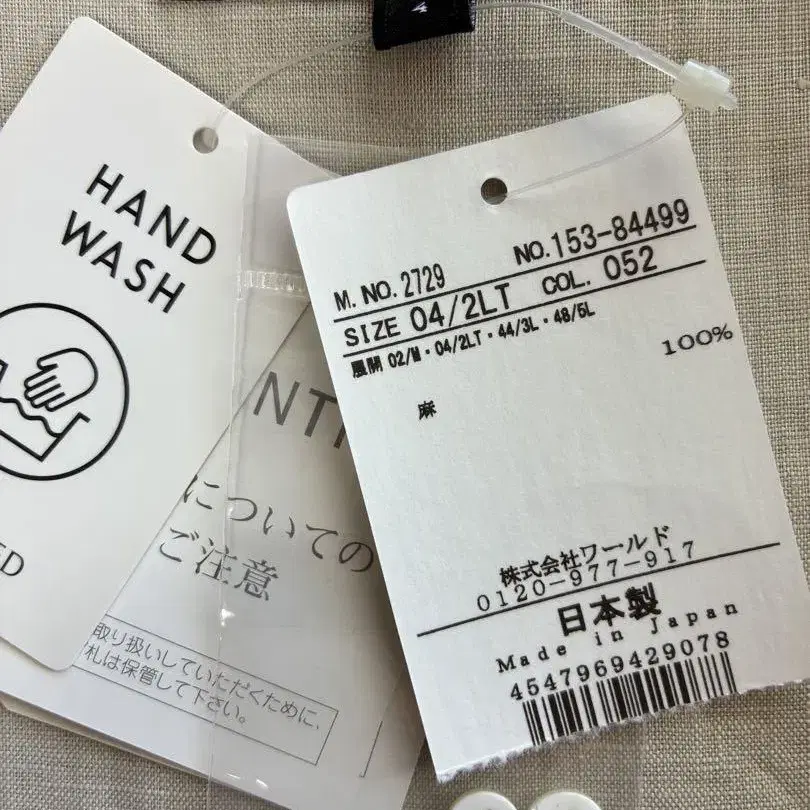 HAND
WASH
NTI
についての
ご注意
取り扱いしていただくために、
札は保管して下さい。
M. NO. 2729 NO. 153-84499
SIZE 04/2LT COL. 052
展開 02/M・04/2LT・44/3L・48/5L
100%
麻
株式会社ワールド
0120-977-917
日本製
Made in Japan
4547969429078